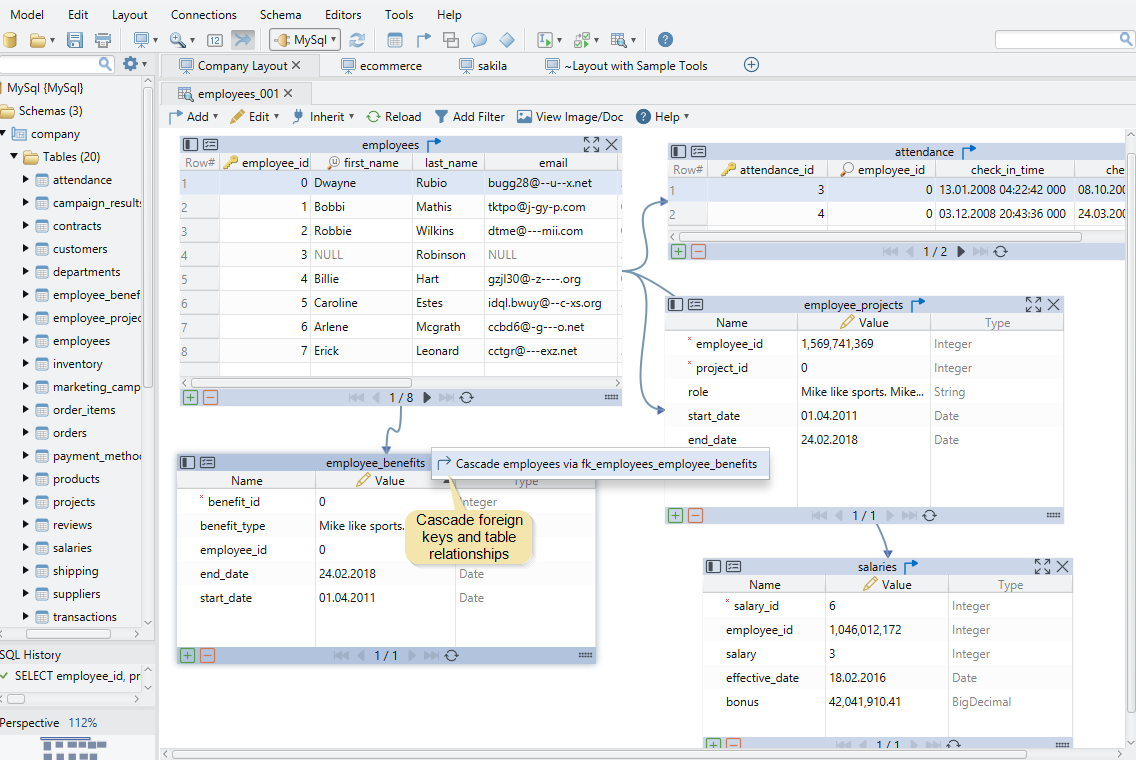 Model Edit Layout Connections Schema Editors Tools Help
12 MySql
Company Layout ecommerce sakila ~Layout with Sample Tools
MySql {MySql}
Schemas (3)
company
Tables (20)
attendance
campaign_results
contracts
customers
departments
employee_benef
employee_projec
employees
inventory
marketing_camp
order_items
orders
payment_method
products
projects
reviews
salaries
shipping
suppliers
transactions
SQL History
SELECT employee_id, pr
Perspective 112%
employees_001
Add Edit Inherit Reload Add Filter View Image/Doc Help
employees
Row# employee_id first_name last_name email
1 0 Dwayne Rubio bugg28@--u--x.net
2 1 Bobbi Mathis tktpo@j-gy-p.com
3 2 Robbie Wilkins dtme@---mii.com
4 3 NULL Robinson NULL
5 4 Billie Hart gzjl30@-z----.org
6 5 Caroline Estes idql.bwuy@--c-xs.org
7 6 Arlene Mcgrath ccbd6@-g---o.net
8 7 Erick Leonard cctgr@---exz.net
1 / 8
attendance
Row# attendance_id employee_id check_in_time che
1 3 0 13.01.2008 04:22:42 000 08.10.200
2 4 0 03.12.2008 20:43:36 000 24.03.200
1 / 2
employee_projects
Name Value Type
employee_id 1,569,741,369 Integer
project_id 0 Integer
role Mike like sports. Mike... String
start_date 01.04.2011 Date
end_date 24.02.2018 Date
1 / 1
employee_benefits
Cascade employees via fk_employees_employee_benefits
Name Value Type
benefit_id 0 Integer
benefit_type Mike like sports.
employee_id 0
end_date 24.02.2018 Date
start_date 01.04.2011 Date
1 / 1
Cascade foreign
keys and table
relationships
salaries
Name Value Type
salary_id 6 Integer
employee_id 1,046,012,172 Integer
salary 3 Integer
effective_date 18.02.2016 Date
bonus 42,041,910.41 BigDecimal
1 / 1